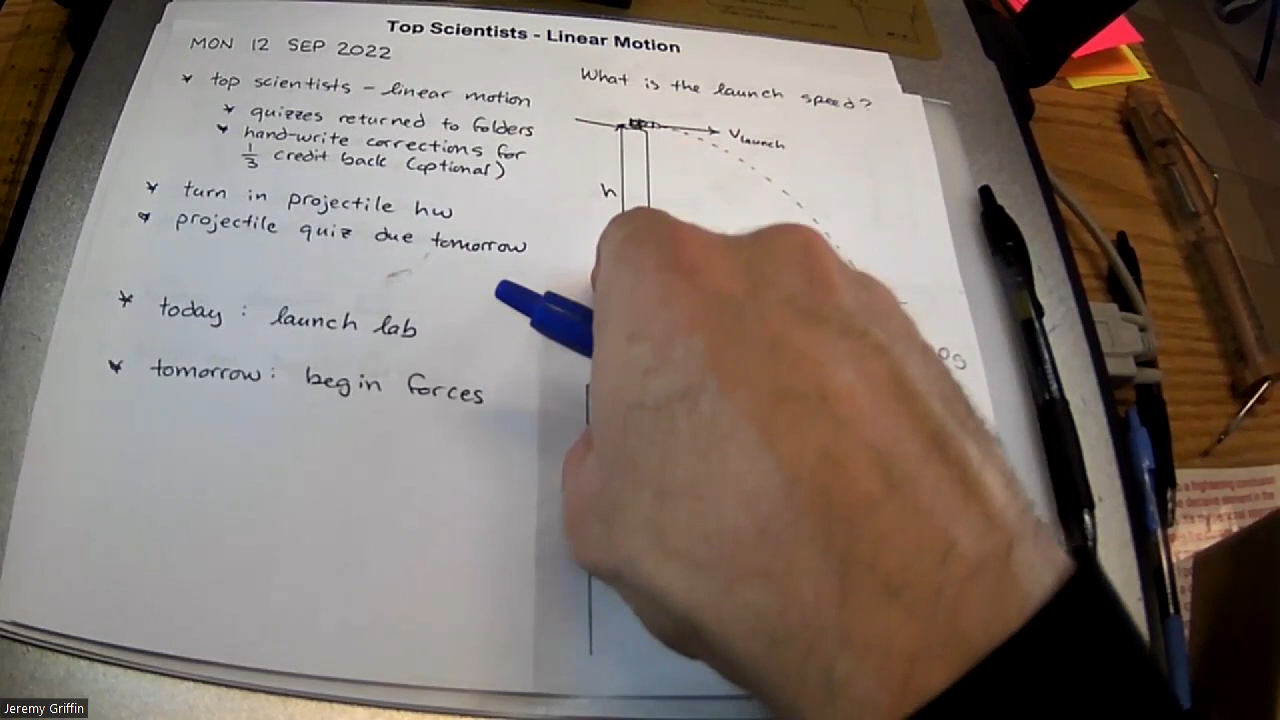 Top Scientists - Linear Motion
MON 12 SEP 2022
* top scientists - linear motion
* quizzes returned to folders
* hand-write corrections for
1/3 credit back (optional)
* turn in projectile hw
* projectile quiz due tomorrow
* today: launch lab
* tomorrow: begin forces
What is the launch speed?
Vlaunch
h
Jeremy Griffin